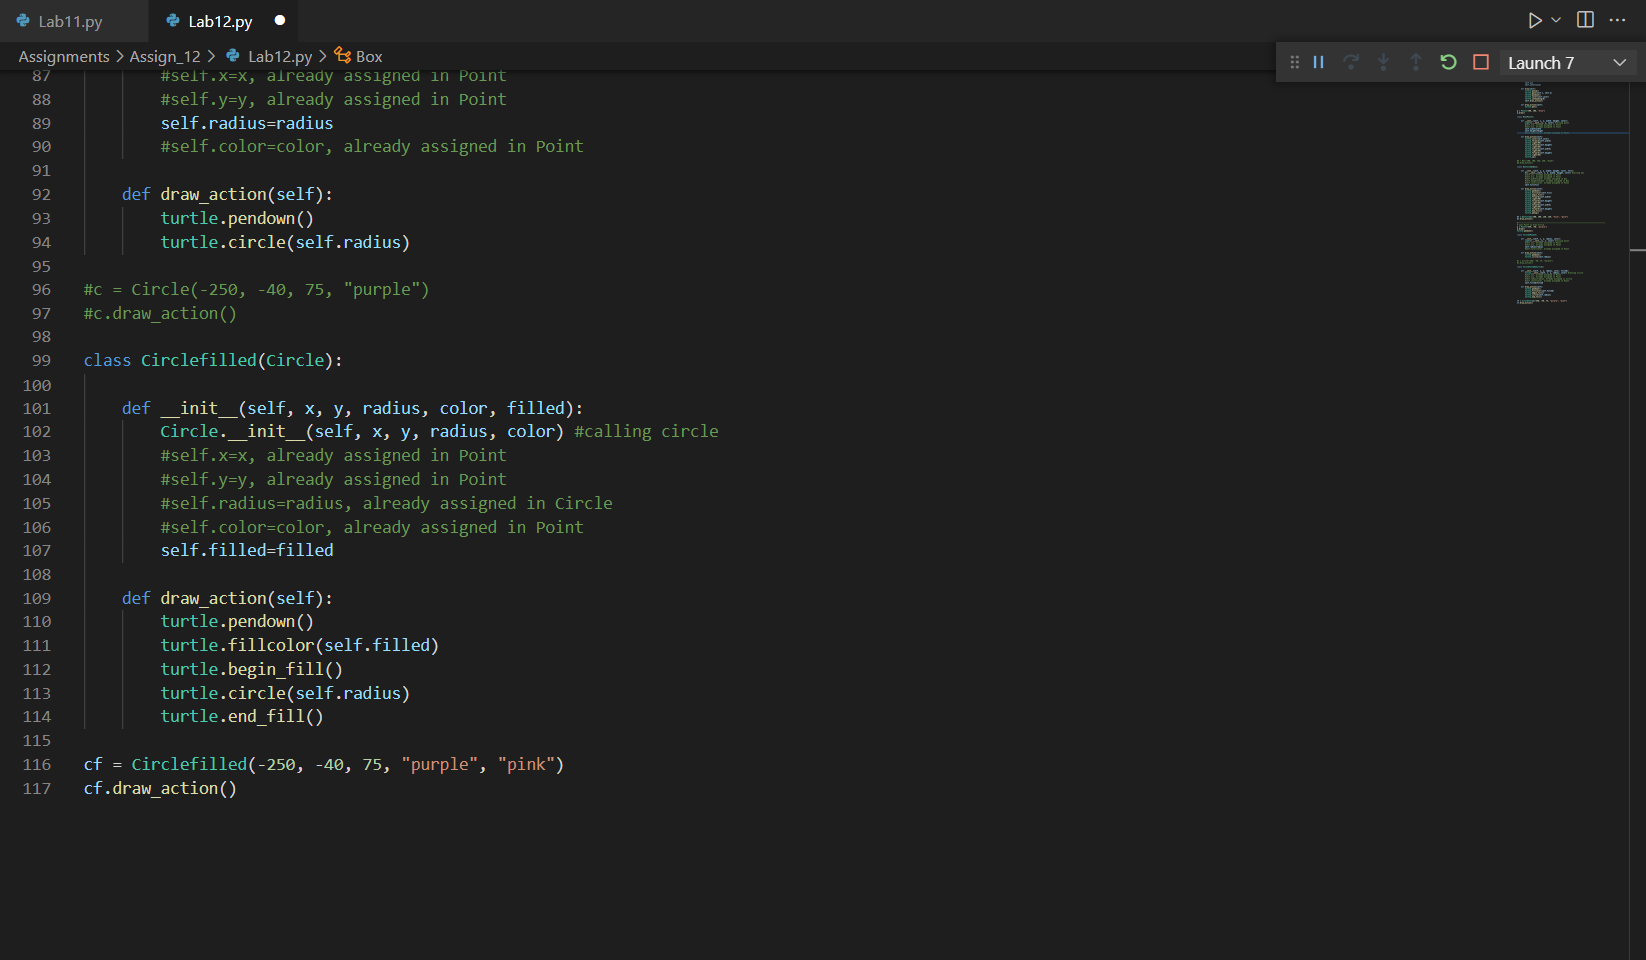 Lab11.py
Lab12.py
Assignments > Assign_12 > Lab12.py > Box
Launch 7
87 #self.x=x, already assigned in Point
88 #self.y=y, already assigned in Point
89 self.radius=radius
90 #self.color=color, already assigned in Point
91
92 def draw_action(self):
93 turtle.pendown()
94 turtle.circle(self.radius)
95
96 #c = Circle(-250, -40, 75, "purple")
97 #c.draw_action()
98
99 class Circlefilled(Circle):
100
101 def __init__(self, x, y, radius, color, filled):
102 Circle.__init__(self, x, y, radius, color) #calling circle
103 #self.x=x, already assigned in Point
104 #self.y=y, already assigned in Point
105 #self.radius=radius, already assigned in Circle
106 #self.color=color, already assigned in Point
107 self.filled=filled
108
109 def draw_action(self):
110 turtle.pendown()
111 turtle.fillcolor(self.filled)
112 turtle.begin_fill()
113 turtle.circle(self.radius)
114 turtle.end_fill()
115
116 cf = Circlefilled(-250, -40, 75, "purple", "pink")
117 cf.draw_action()